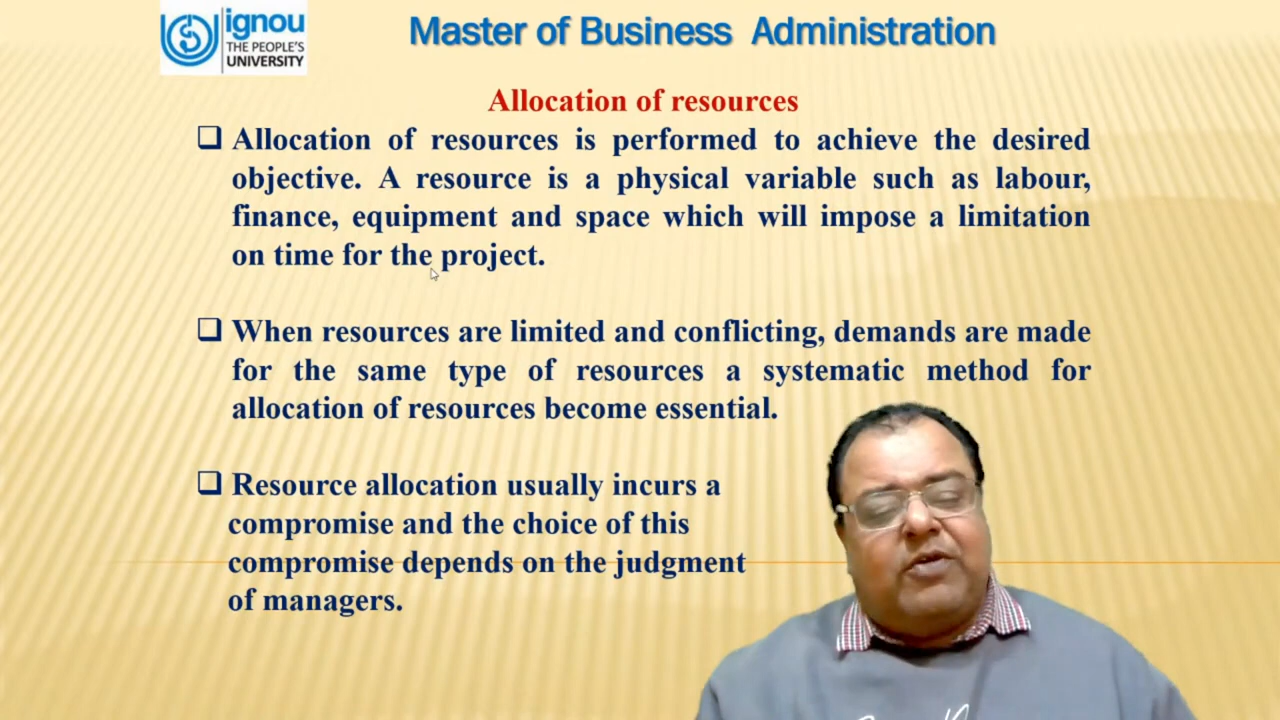 ignou
THE PEOPLE'S
UNIVERSITY
Master of Business Administration
Allocation of resources
❑ Allocation of resources is performed to achieve the desired
objective. A resource is a physical variable such as labour,
finance, equipment and space which will impose a limitation
on time for the project.
❑ When resources are limited and conflicting, demands are made
for the same type of resources a systematic method for
allocation of resources become essential.
❑ Resource allocation usually incurs a
compromise and the choice of this
compromise depends on the judgment
of managers.